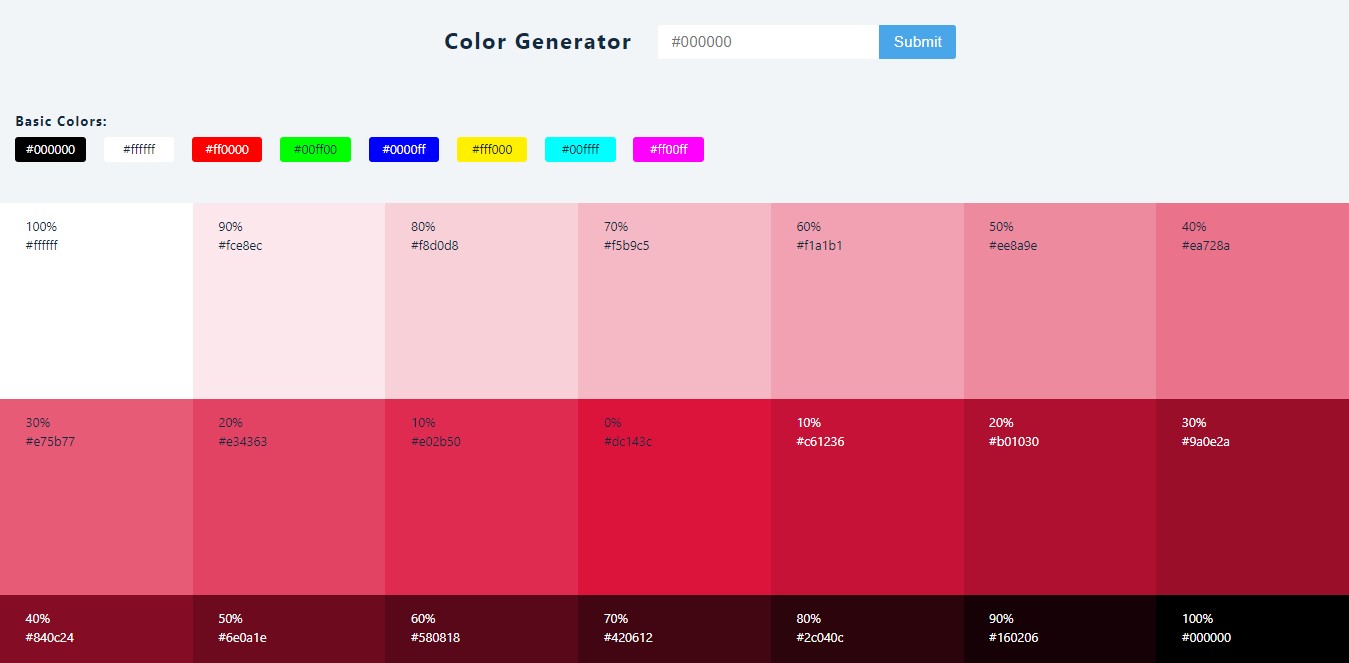 Color Generator
#000000
Submit
Basic Colors:
#000000 #ffffff #ff0000 #00ff00 #0000ff #fff000 #00ffff #ff00ff
100% 90% 80% 70% 60% 50% 40%
#ffffff #fce8ec #f8d0d8 #f5b9c5 #f1a1b1 #ee8a9e #ea728a
30% 20% 10% 0% 10% 20% 30%
#e75b77 #e34363 #e02b50 #dc143c #c61236 #b01030 #9a0e2a
40% 50% 60% 70% 80% 90% 100%
#840c24 #6e0a1e #580818 #420612 #2c040c #160206 #000000